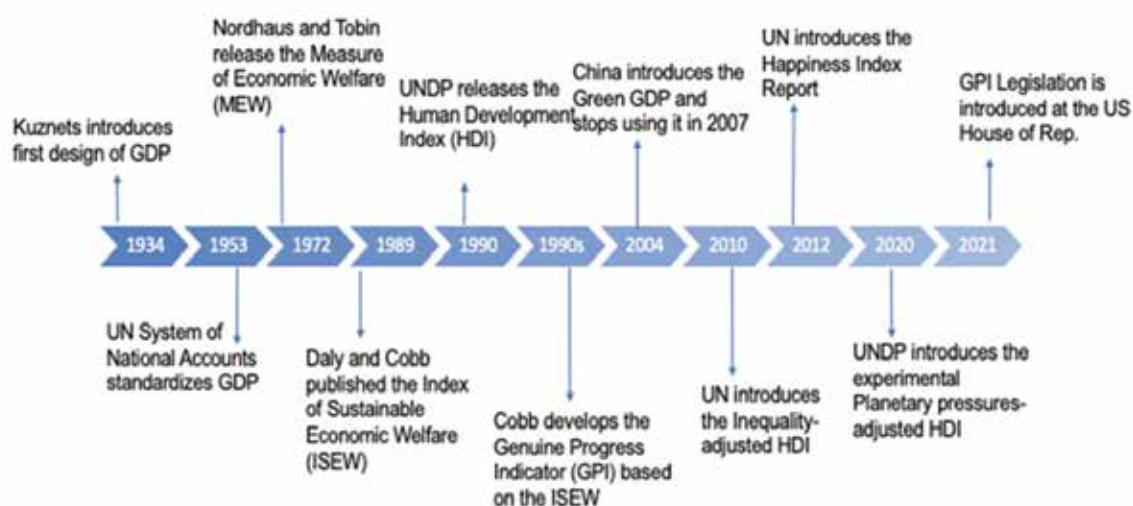 Kuznets introduces
first design of GDP
Nordhaus and Tobin
release the Measure
of Economic Welfare
(MEW)
UNDP releases the
Human Development
Index (HDI)
China introduces the
Green GDP and
stops using it in 2007
UN introduces the
Happiness Index
Report
GPI Legislation is
introduced at the US
House of Rep.
1934 1953 1972 1989 1990 1990s 2004 2010 2012 2020 2021
UN System of
National Accounts
standardizes GDP
Daly and Cobb
published the Index
of Sustainable
Economic Welfare
(ISEW)
Cobb develops the
Genuine Progress
Indicator (GPI) based
on the ISEW
UN introduces
the Inequality-
adjusted HDI
UNDP introduces the
experimental
Planetary pressures-
adjusted HDI